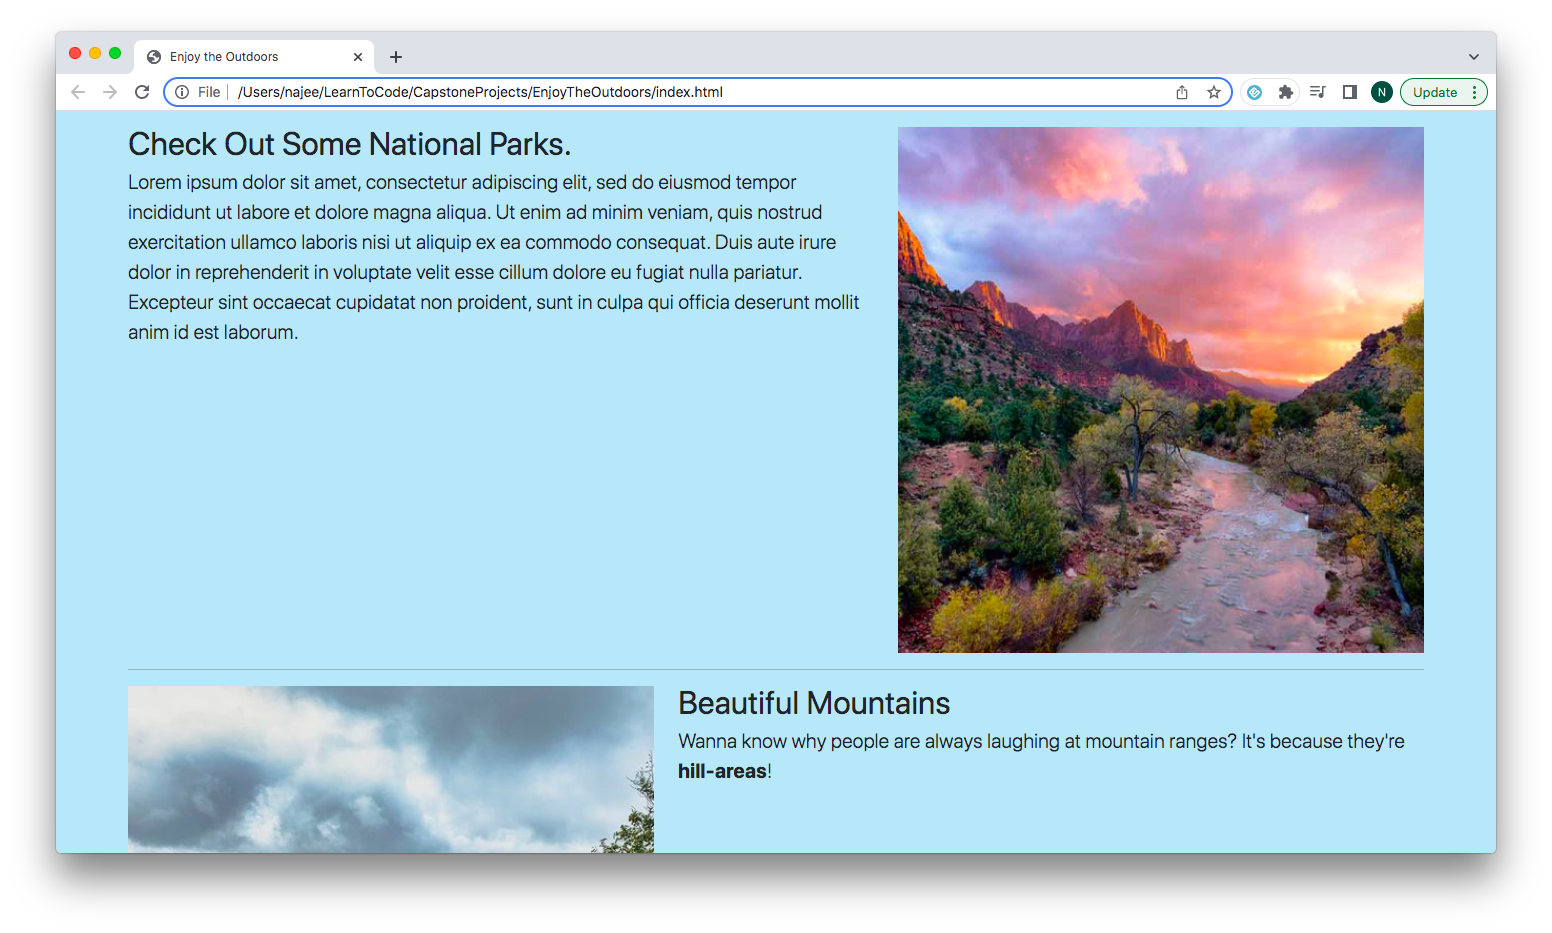 Enjoy the Outdoors
File
/Users/najee/LearnToCode/CapstoneProjects/EnjoyTheOutdoors/index.html
N
Update
Check Out Some National Parks.
Lorem ipsum dolor sit amet, consectetur adipiscing elit, sed do eiusmod tempor
incididunt ut labore et dolore magna aliqua. Ut enim ad minim veniam, quis nostrud
exercitation ullamco laboris nisi ut aliquip ex ea commodo consequat. Duis aute irure
dolor in reprehenderit in voluptate velit esse cillum dolore eu fugiat nulla pariatur.
Excepteur sint occaecat cupidatat non proident, sunt in culpa qui officia deserunt mollit
anim id est laborum.
Beautiful Mountains
Wanna know why people are always laughing at mountain ranges? It's because they're
hill-areas!